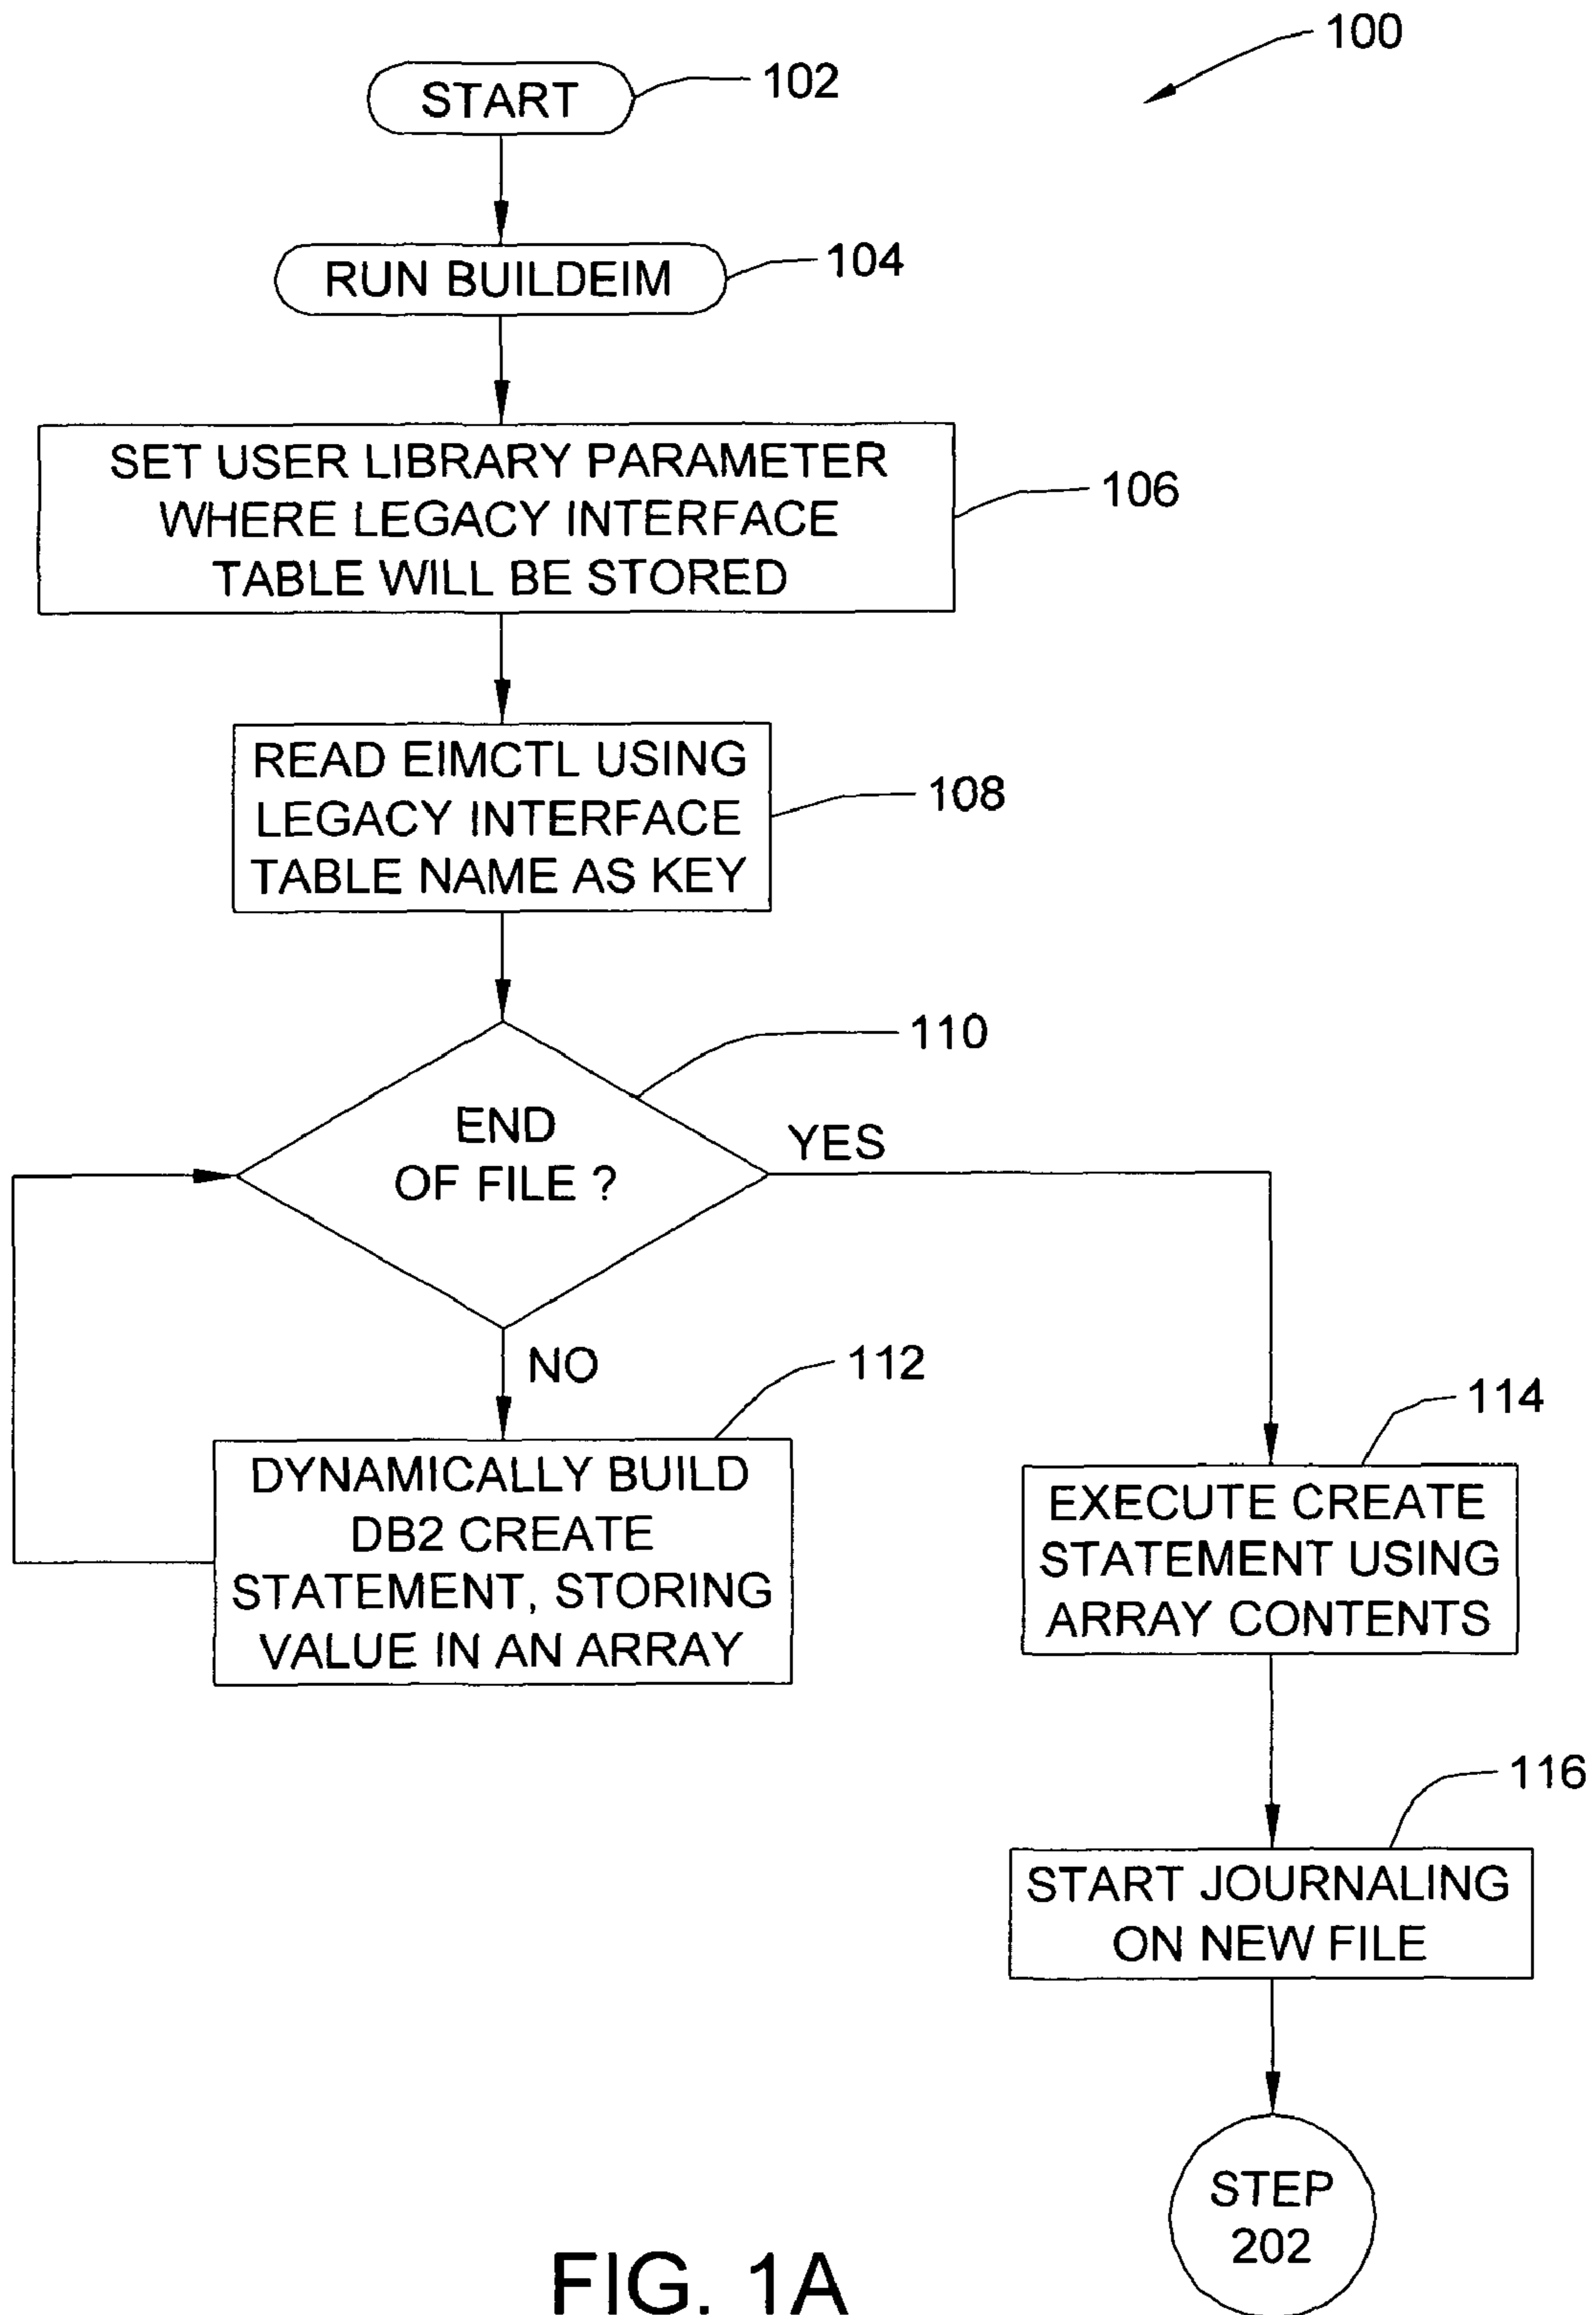 100
START
102
RUN BUILDEIM
104
SET USER LIBRARY PARAMETER
WHERE LEGACY INTERFACE
TABLE WILL BE STORED
106
READ EIMCTL USING
LEGACY INTERFACE
TABLE NAME AS KEY
108
110
END
OF FILE ?
YES
NO
112
DYNAMICALLY BUILD
DB2 CREATE
STATEMENT, STORING
VALUE IN AN ARRAY
114
EXECUTE CREATE
STATEMENT USING
ARRAY CONTENTS
116
START JOURNALING
ON NEW FILE
STEP
202
FIG. 1A